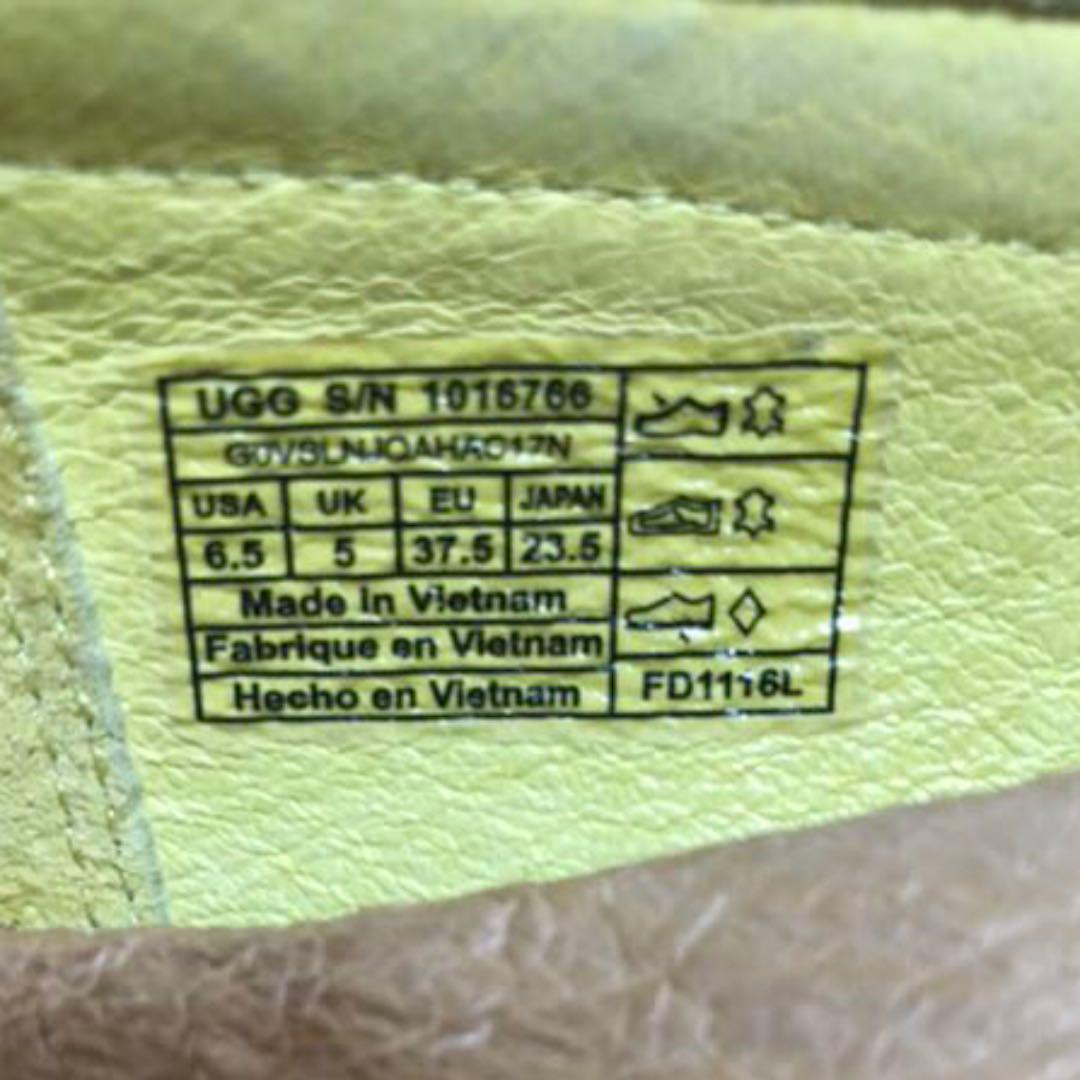 UGG S/N 1016766
USA UK EU JAPAN
6.5 5 37.5 23.5
Made in Vietnam
Fabrique en Vietnam
Hecho en Vietnam
FD1116L